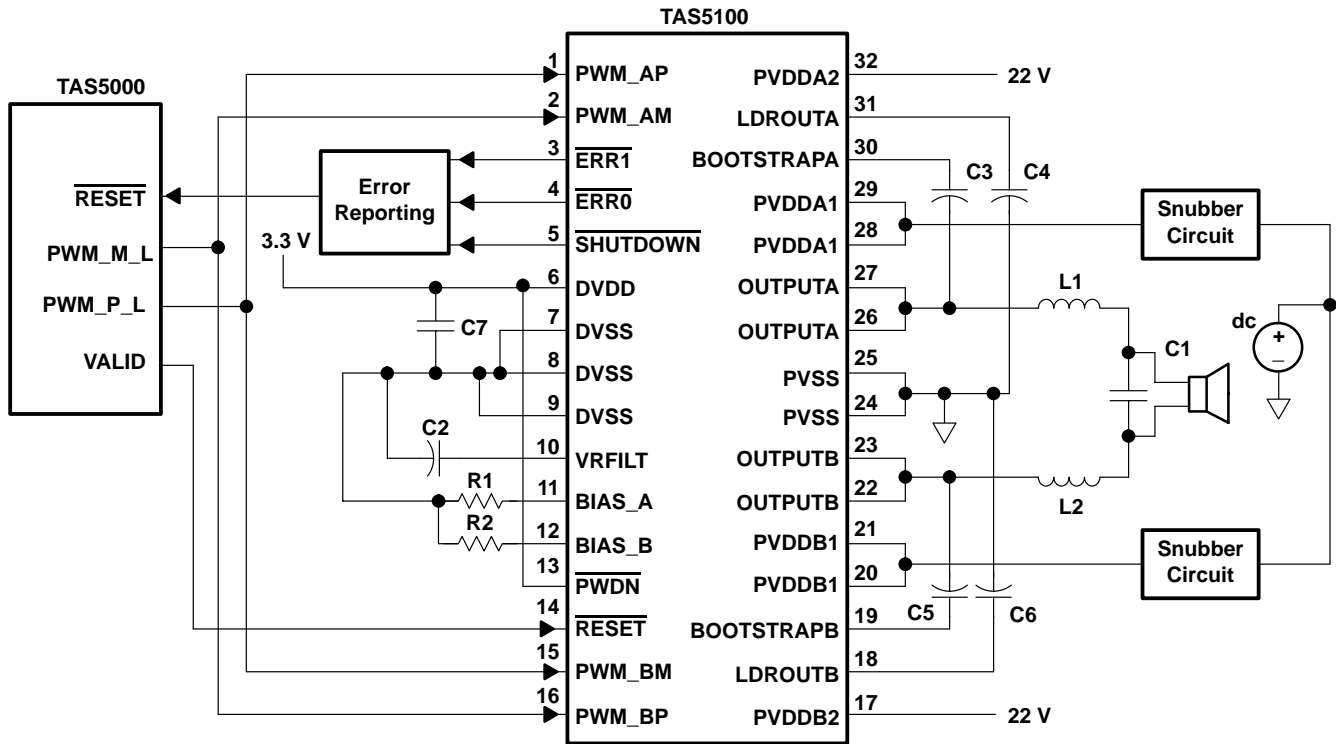 TAS5100
TAS5000
RESET
PWM_M_L
PWM_P_L
VALID
Error
Reporting
3.3 V
C7
C2
R1
R2
1
PWM_AP
2
PWM_AM
3
ERR1
4
ERR0
5
SHUTDOWN
6
DVDD
7
DVSS
8
DVSS
9
DVSS
10
VRFILT
11
BIAS_A
12
BIAS_B
13
PWDN
14
RESET
15
PWM_BM
16
PWM_BP
PVDDA2
32
22 V
LDROUTA
31
BOOTSTRAPA
30
PVDDA1
29
PVDDA1
28
OUTPUTA
27
OUTPUTA
26
PVSS
25
PVSS
24
OUTPUTB
23
OUTPUTB
22
PVDDB1
21
PVDDB1
20
BOOTSTRAPB
19
LDROUTB
18
PVDDB2
17
22 V
C3
C4
Snubber
Circuit
L1
dc
+
–
C1
L2
C5
C6
Snubber
Circuit